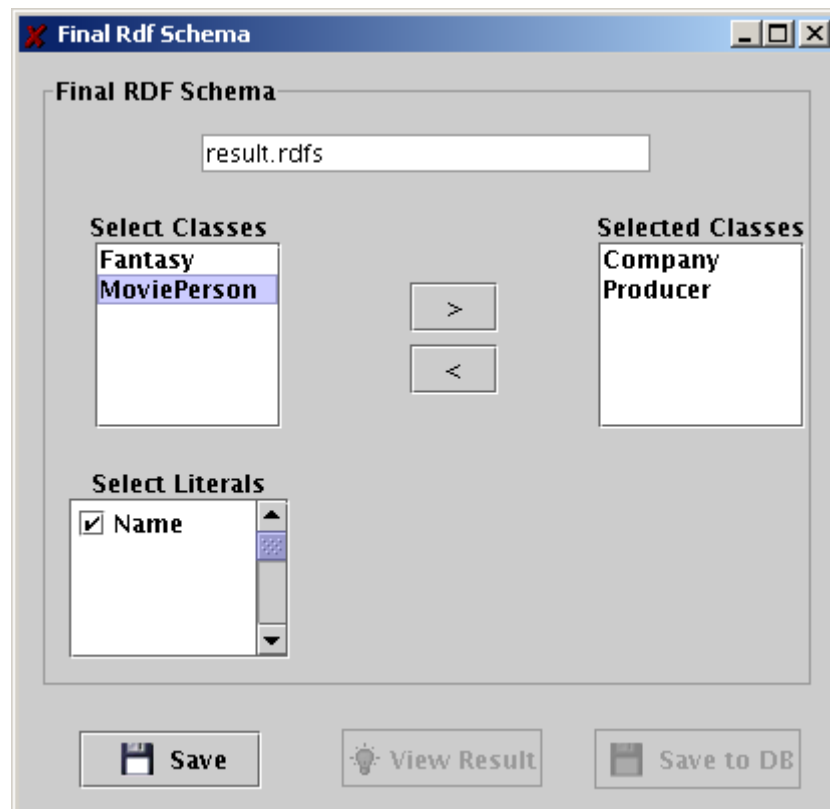 Final Rdf Schema
Final RDF Schema
result.rdfs
Select Classes
Fantasy
MoviePerson
>
<
Selected Classes
Company
Producer
Select Literals
Name
Save
View Result
Save to DB